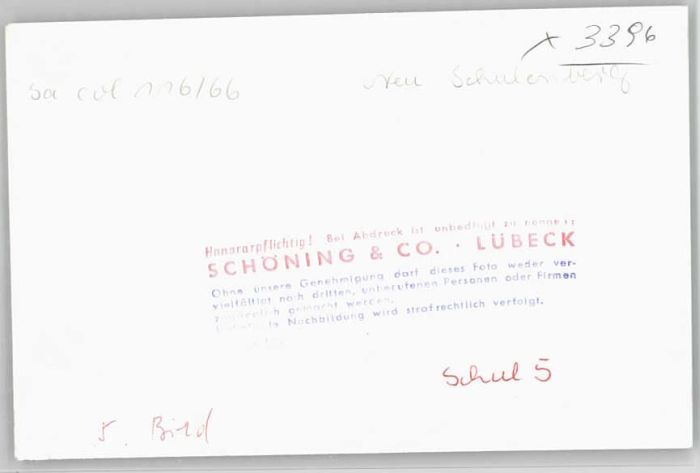 x 3396
Sa col 116/66
Neu Schulenberg
Honorarpflichtig! Bei Abdruck ist unbedingt zu nennen:
SCHÖNING & CO. · LÜBECK
Ohne unsere Genehmigung darf dieses Foto weder ver-
vielfältigt noch dritten, unberufenen Personen oder Firmen
zugänglich gemacht werden.
Nachbildung wird strafrechtlich verfolgt.
Schul 5
5. Bild